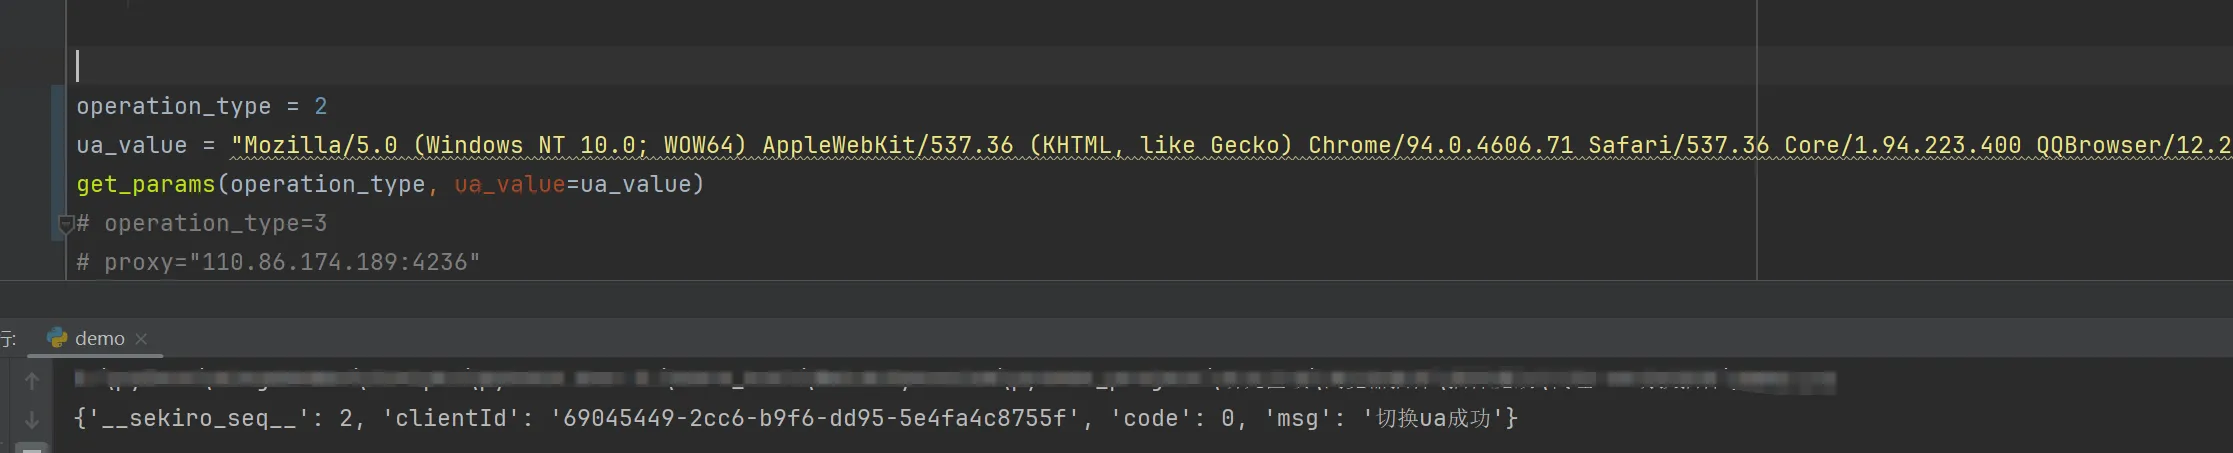 operation_type = 2
ua_value = "Mozilla/5.0 (Windows NT 10.0; WOW64) AppleWebKit/537.36 (KHTML, like Gecko) Chrome/94.0.4606.71 Safari/537.36 Core/1.94.223.400 QQBrowser/12.2
get_params(operation_type, ua_value=ua_value)
# operation_type=3
# proxy="110.86.174.189:4236"
行: demo
{'__sekiro_seq__': 2, 'clientId': '69045449-2cc6-b9f6-dd95-5e4fa4c8755f', 'code': 0, 'msg': '切换ua成功'}